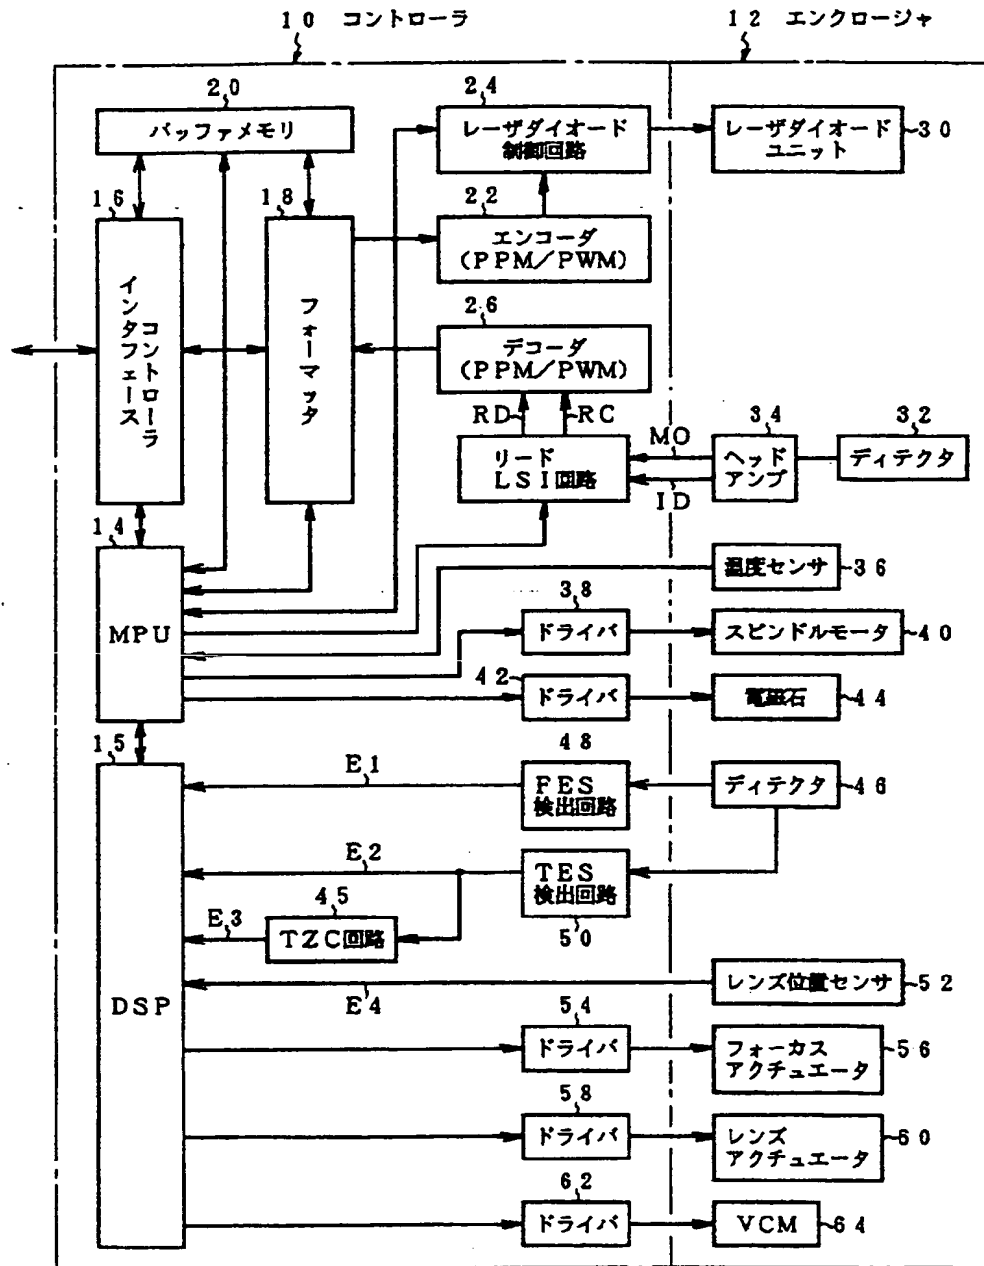 10 コントローラ
12 エンクロージャ
20
バッファメモリ
24
レーザダイオード
制御回路
レーザダイオード
ユニット
30
16
インタフェース
コントローラ
18
フォーマッタ
22
エンコーダ
(PPM/PWM)
26
デコーダ
(PPM/PWM)
RD
RC
リード
LSI回路
MO
ID
34
ヘッド
アンプ
32
ディテクタ
14
MPU
温度センサ
36
38
ドライバ
スピンドルモータ
40
42
ドライバ
電磁石
44
15
DSP
E1
48
FES
検出回路
ディテクタ
46
E2
TES
検出回路
50
E3
45
TZC回路
E4
レンズ位置センサ
52
54
ドライバ
フォーカス
アクチュエータ
56
58
ドライバ
レンズ
アクチュエータ
60
62
ドライバ
VCM
64